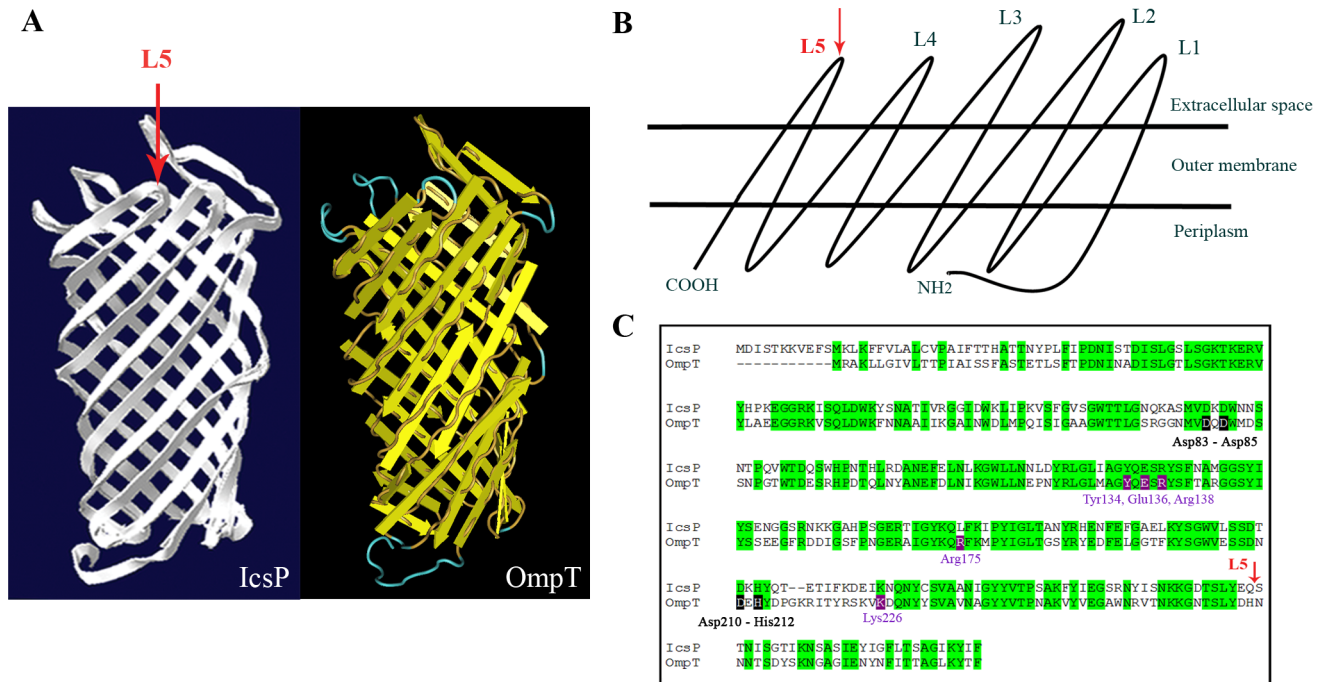 A
L5
IcsP
OmpT
B
L5
L4
L3
L2
L1
Extracellular space
Outer membrane
Periplasm
COOH
NH2
C
IcsP MDISTKKVEFSMKLKFFVLALCVPAIFTTHATTNYPLFIPDNISTDISLGSLSGKTKERV
OmpT -----------MRAKLLGIVLTTPIAISSFASTETLSFTPDNINADISLGTLSGKTKERV
IcsP YHPKEGGRKISQLDWKYSNATIVRGGIDWKLIPKVSFGVSGWTTLGNQKASMVDKDWNNS
OmpT YLAEEGGRKVSQLDWKFNNAAIIKGAINWDLMPQISIGAAGWTTLGSRGGNMVDQDWMDS
Asp83 - Asp85
IcsP NTPQVWTDQSWHPNTHLRDANEFELNLKGWLLNNLDYRLGLIAGYQESRYSFNAMGGSYI
OmpT SNPGTWTDESRHPDTQLNYANEFDLNIKGWLLNEPNYRLGLMAGYQESRYSFTARGGSYI
Tyr134, Glu136, Arg138
IcsP YSENGGSRNKKGAHPSGERTIGYKQLFKIPYIGLTANYRHENFEFGAELKYSGWVLSSDT
OmpT YSSEEGFRDDIGSFPNGERAIGYKQRFKMPYIGLTGSYRYEDFELGGTFKYSGWVESSDN
Arg175
L5
IcsP DKHYQT--ETIFKDEIKNQNYCSVAANIGYYVTPSAKFYIEGSRNYISNKKGDTSLYEQS
OmpT DEHYDPGKRITYRSKVKDQNYYSVAVNAGYYVTPNAKVYVEGAWNRVTNKKGNTSLYDHN
Asp210 - His212
Lys226
IcsP TNISGTIKNSASIEYIGFLTSAGIKYIF
OmpT NNTSDYSKNGAGIENYNFITTAGLKYTF